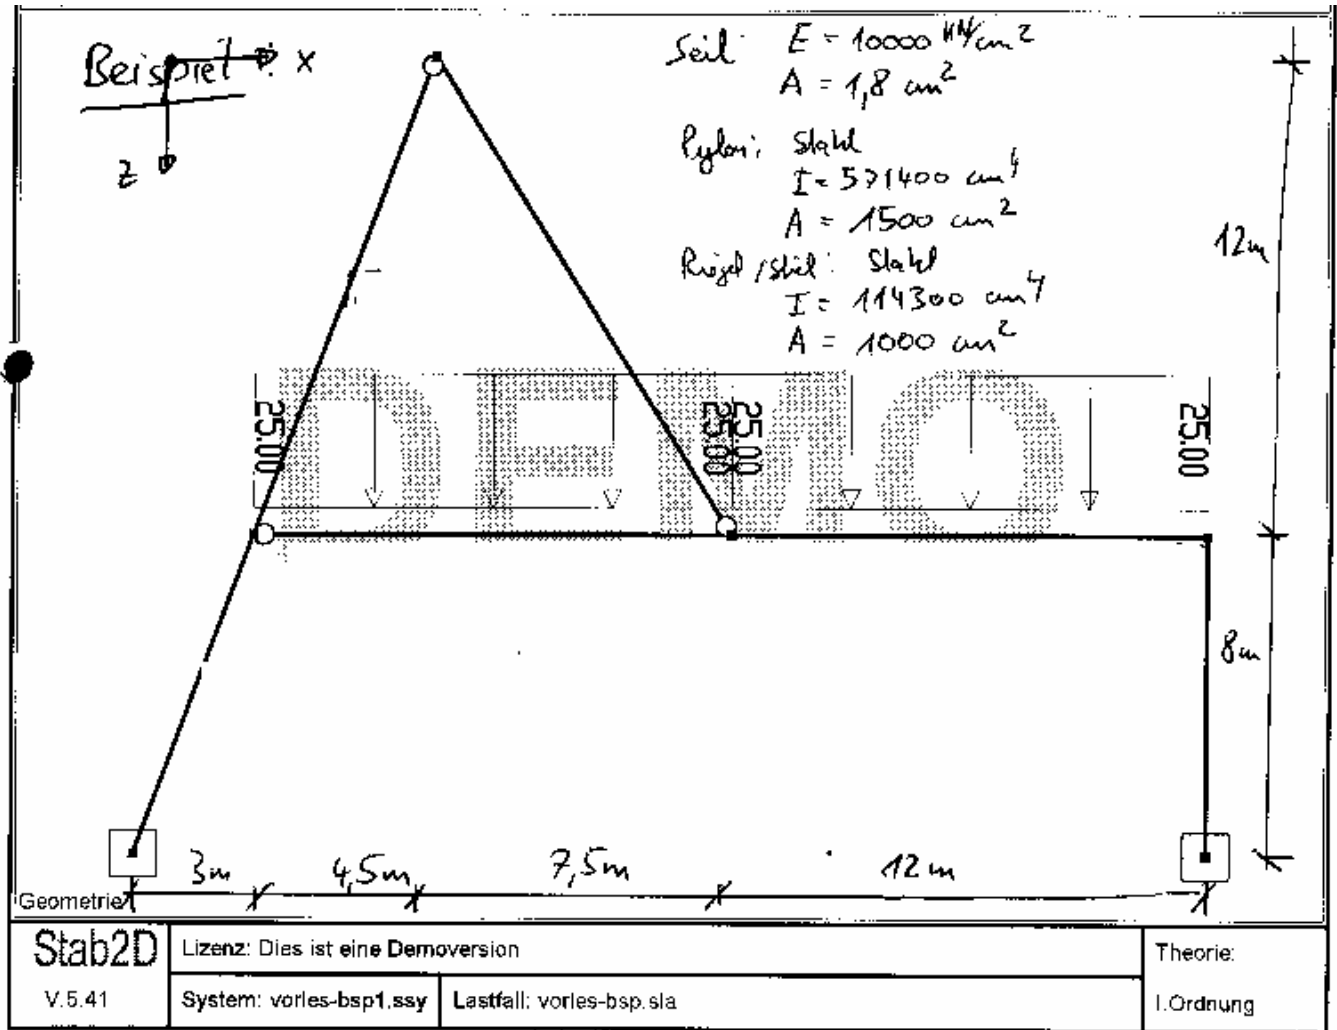 Beispiel:
x
z
Seil: E = 10000 kN/cm²
A = 1,8 cm²
Pylon: Stahl
I = 571400 cm⁴
A = 1500 cm²
Riegel/Stiel: Stahl
I = 114300 cm⁴
A = 1000 cm²
12m
DEMO
25.00
25.00
25.00
25.00
8m
3m
4,5m
7,5m
12m
Geometrie
Stab2D
V.5.41
Lizenz: Dies ist eine Demoversion
System: vorles-bsp1.ssy
Lastfall: vorles-bsp.sla
Theorie:
I.Ordnung